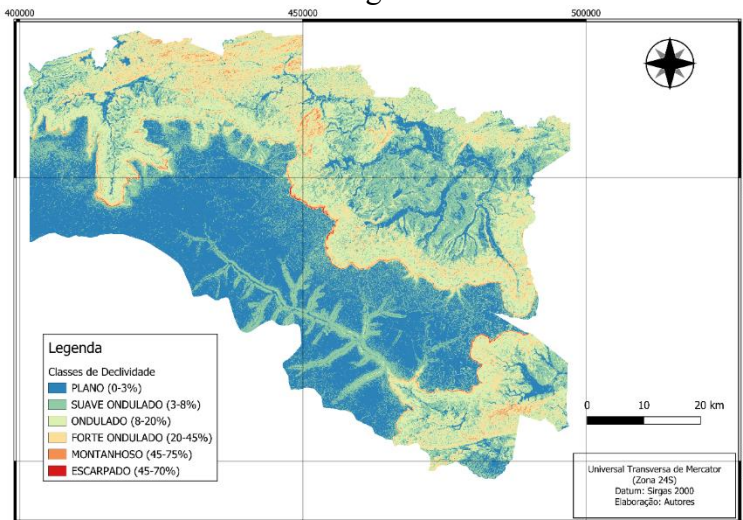 400000
450000
500000
Legenda
Classes de Declividade
PLANO (0-3%)
SUAVE ONDULADO (3-8%)
ONDULADO (8-20%)
FORTE ONDULADO (20-45%)
MONTANHOSO (45-75%)
ESCARPADO (45-70%)
0 10 20 km
Universal Transversa de Mercator
(Zona 24S)
Datum: Sirgas 2000
Elaboração: Autores